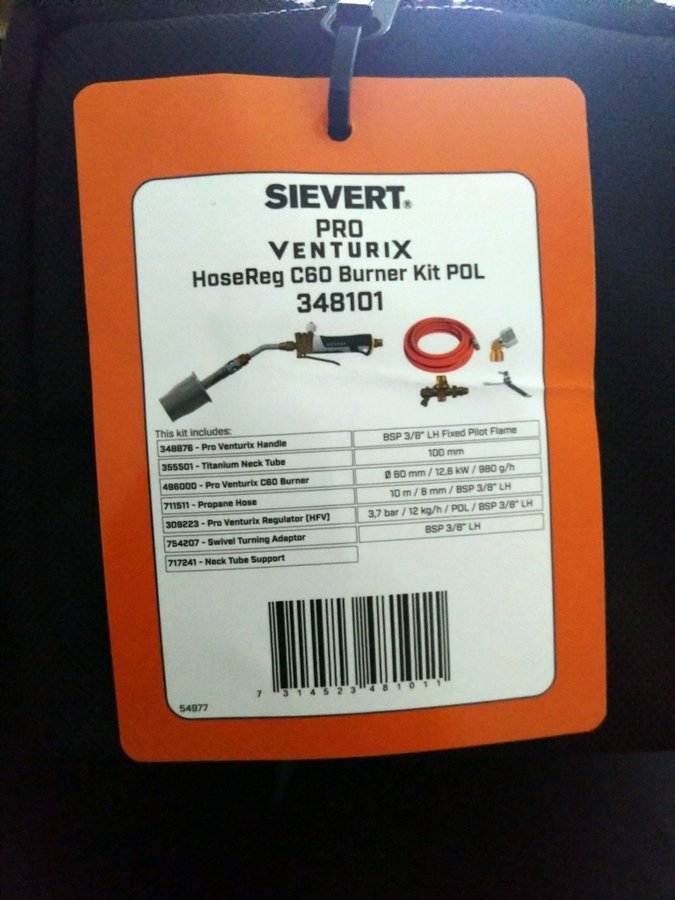 SIEVERT®
PRO
VENTURIX
HoseReg C60 Burner Kit POL
348101
SIEVERT
This kit includes:
348876 - Pro Venturix Handle BSP 3/8" LH Fixed Pilot Flame
355501 - Titanium Neck Tube 100 mm
496000 - Pro Venturix C60 Burner Ø 60 mm / 12,6 kW / 980 g/h
711511 - Propane Hose 10 m / 8 mm / BSP 3/8" LH
309223 - Pro Venturix Regulator (HFV) 3,7 bar / 12 kg/h / POL / BSP 3/8" LH
754207 - Swivel Turning Adaptor BSP 3/8" LH
717241 - Neck Tube Support
7 314523 481011
54977